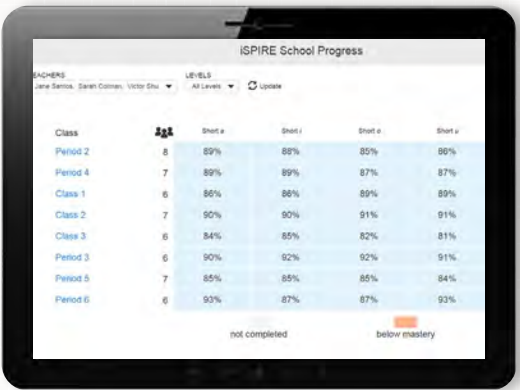 iSPIRE School Progress
TEACHERS LEVELS
Jane Santos, Sarah Colman, Victor Shu All Levels Update
Class Short a Short i Short o Short u
Period 2 8 89% 88% 85% 86%
Period 4 7 89% 89% 87% 87%
Class 1 6 86% 86% 89% 89%
Class 2 7 90% 90% 91% 91%
Class 3 6 84% 85% 82% 81%
Period 3 6 90% 92% 92% 91%
Period 5 7 85% 85% 85% 84%
Period 6 6 93% 87% 87% 93%
not completed below mastery